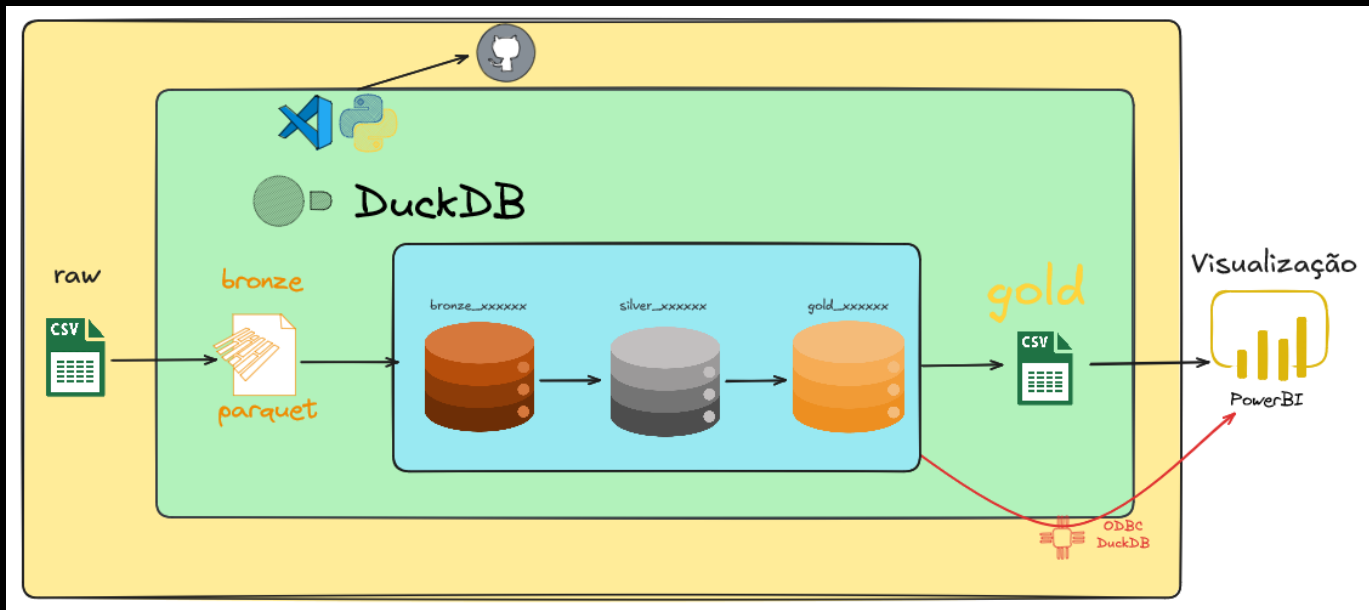 DuckDB
raw
CSV
bronze
parquet
bronze_xxxxxx
silver_xxxxxx
gold_xxxxxx
gold
CSV
Visualização
PowerBI
ODBC
DuckDB